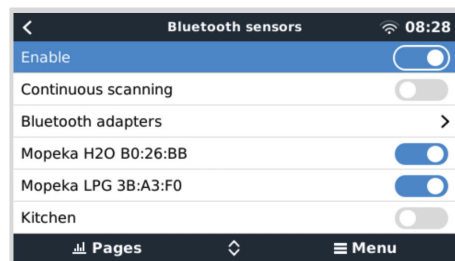 Bluetooth sensors 08:28
Enable
Continuous scanning
Bluetooth adapters
Mopeka H2O B0:26:BB
Mopeka LPG 3B:A3:F0
Kitchen
Pages Menu